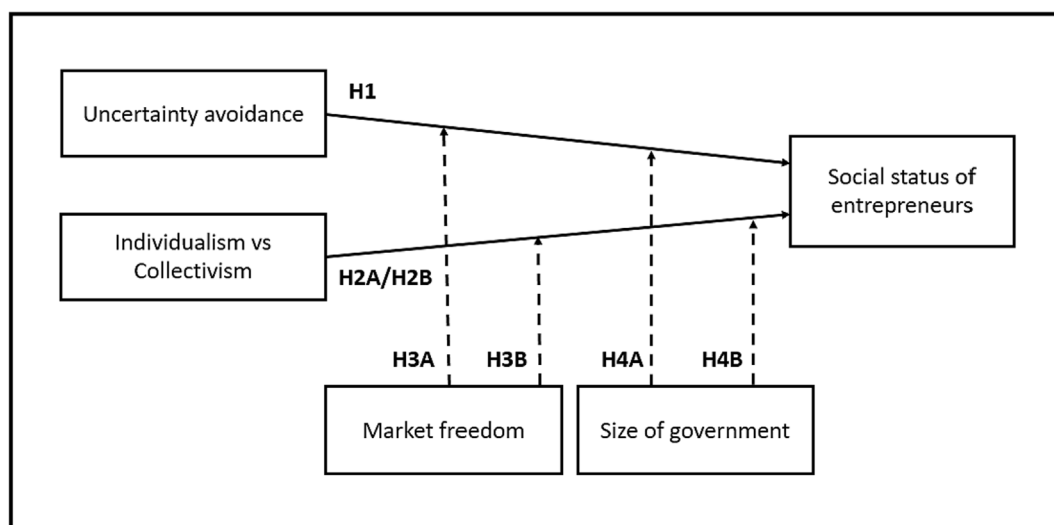 H1
Uncertainty avoidance
Social status of
entrepreneurs
Individualism vs
Collectivism
H2A/H2B
H3A
H3B
H4A
H4B
Market freedom
Size of government